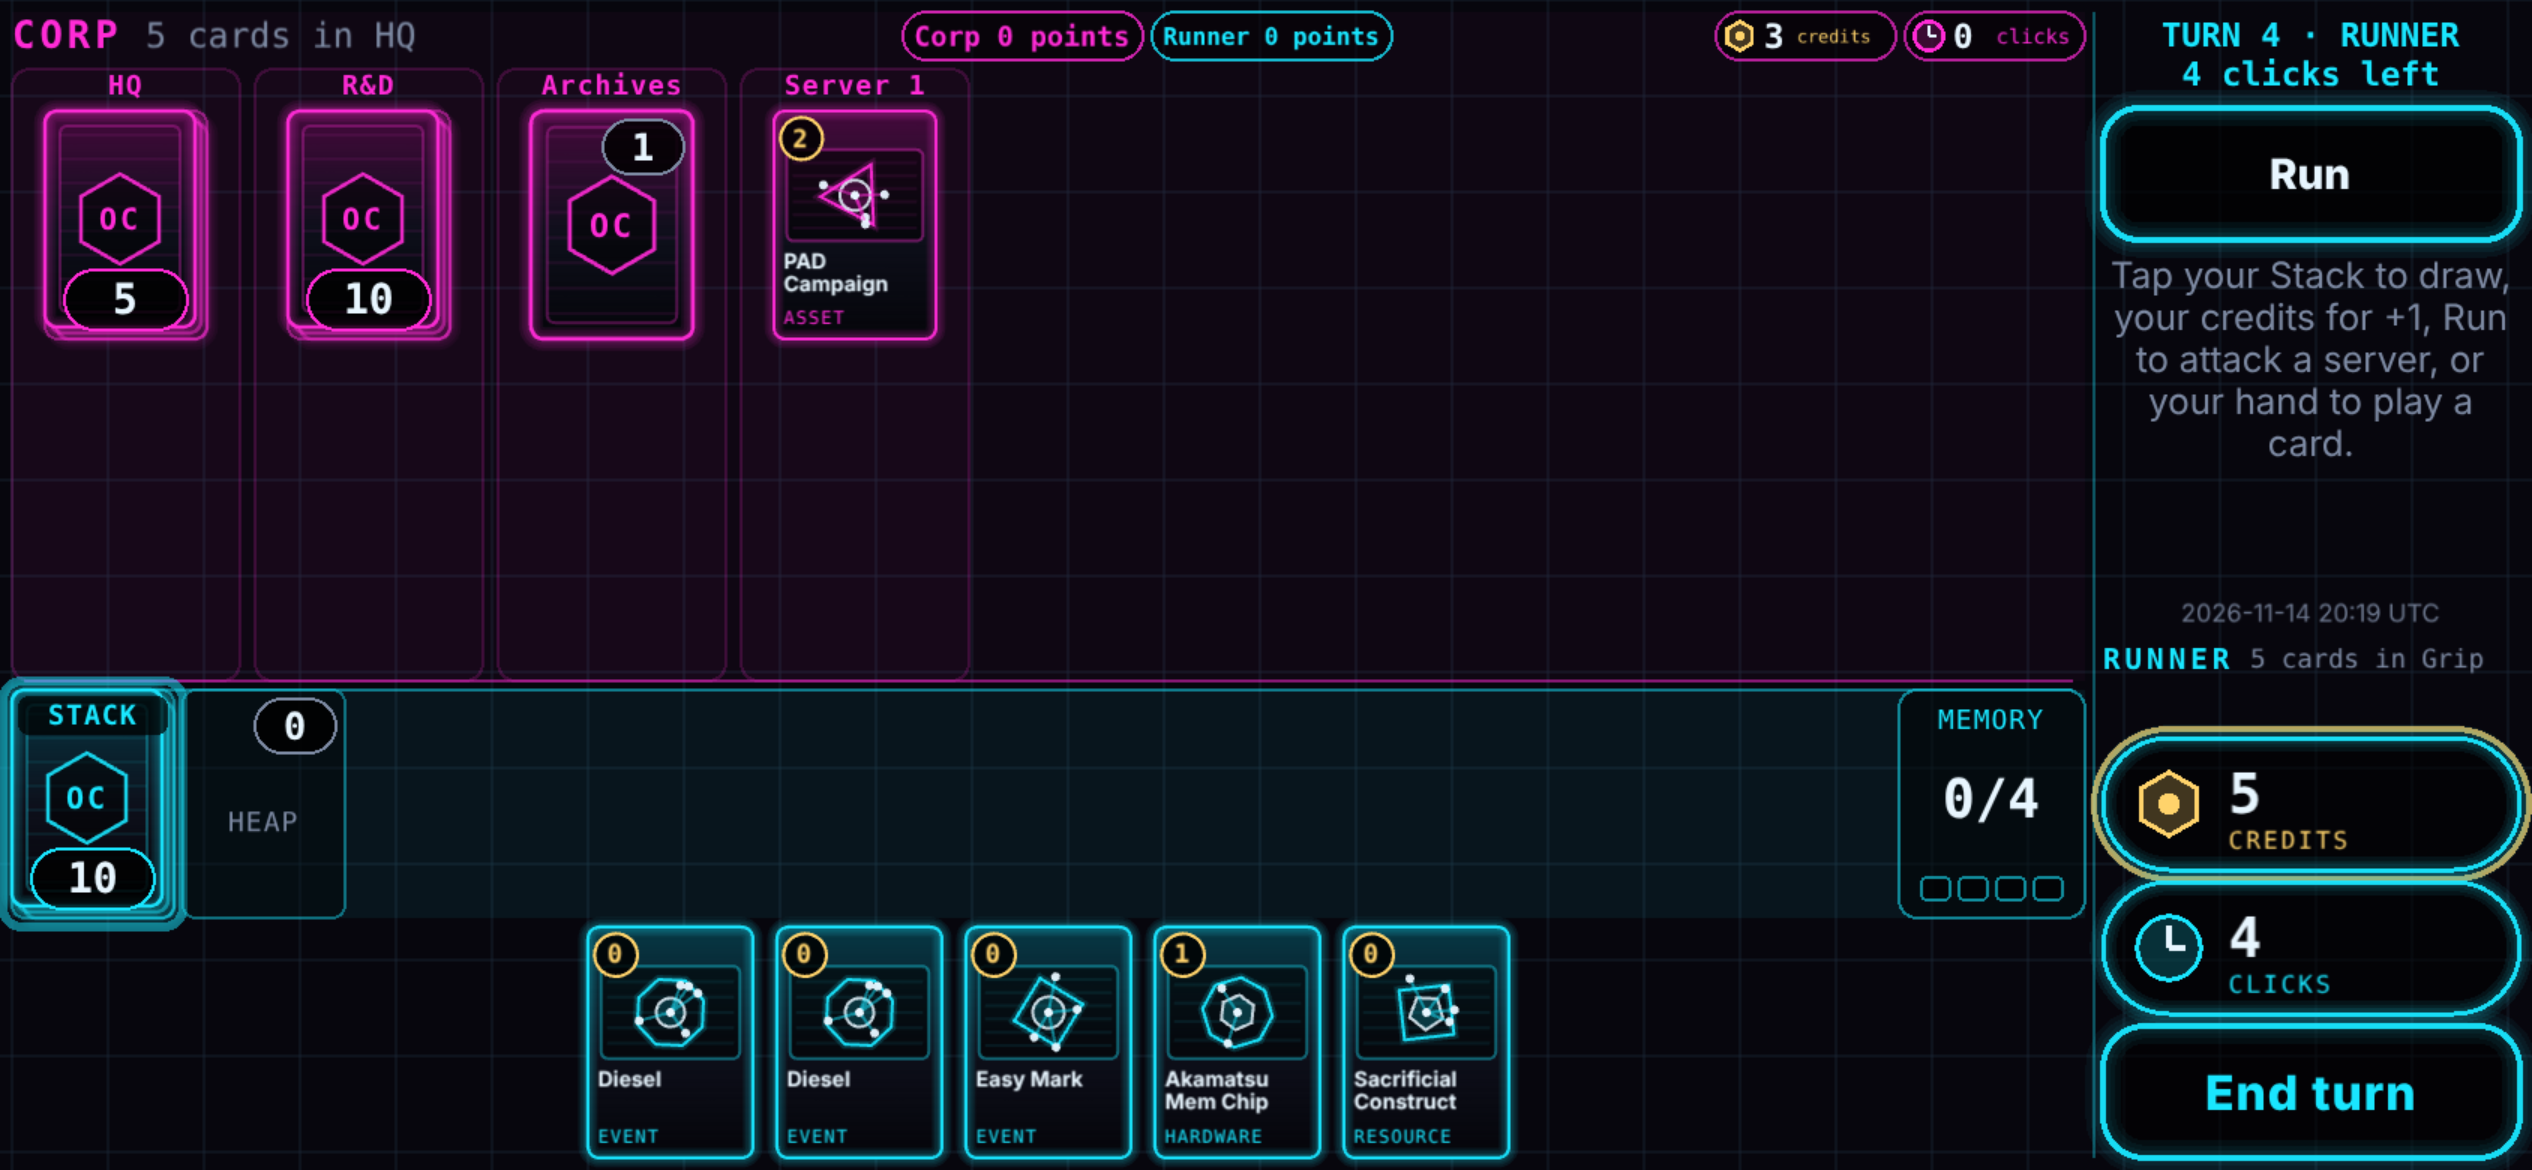 CORP 5 cards in HQ
Corp 0 points
Runner 0 points
3 credits
0 clicks
TURN 4 · RUNNER
4 clicks left
HQ
R&D
Archives
Server 1
OC
5
OC
10
1
OC
2
PAD
Campaign
ASSET
Run
Tap your Stack to draw,
your credits for +1, Run
to attack a server, or
your hand to play a
card.
2026-11-14 20:19 UTC
RUNNER 5 cards in Grip
STACK
OC
10
0
HEAP
MEMORY
0/4
5
CREDITS
4
CLICKS
End turn
0
Diesel
EVENT
0
Diesel
EVENT
0
Easy Mark
EVENT
1
Akamatsu
Mem Chip
HARDWARE
0
Sacrificial
Construct
RESOURCE